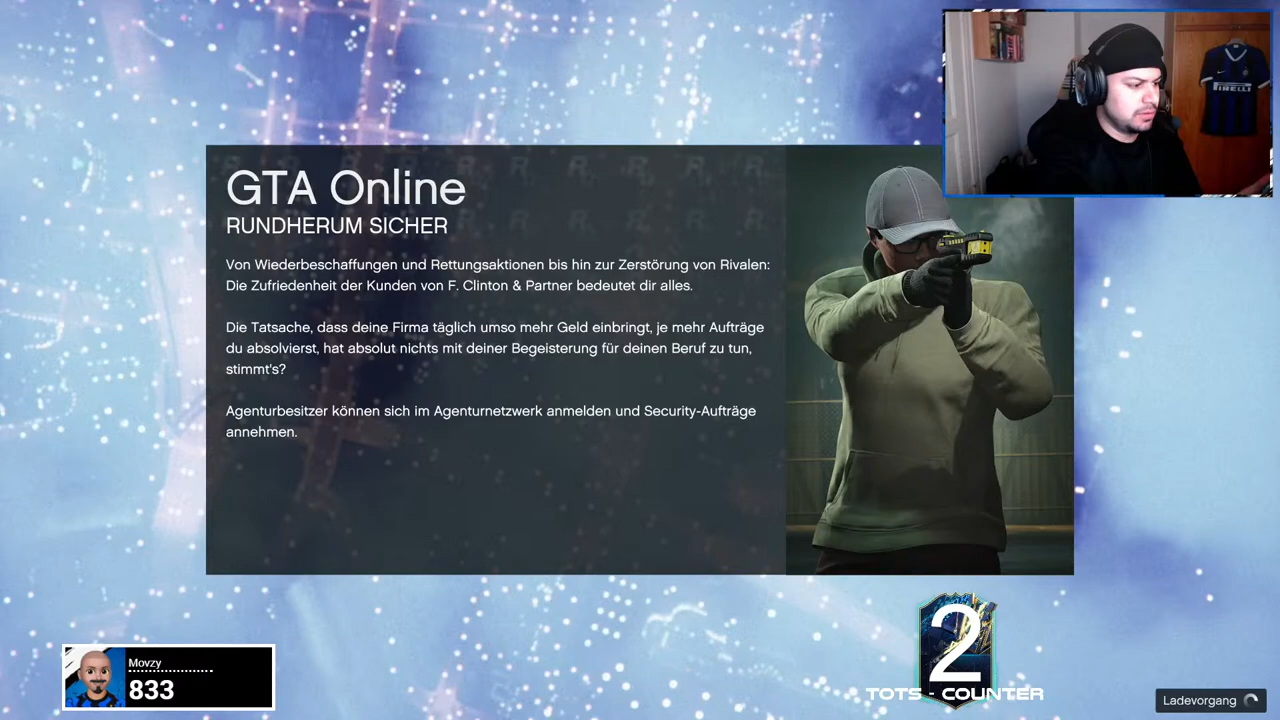 PIRELLI
GTA Online
RUNDHERUM SICHER
Von Wiederbeschaffungen und Rettungsaktionen bis hin zur Zerstörung von Rivalen:
Die Zufriedenheit der Kunden von F. Clinton & Partner bedeutet dir alles.
Die Tatsache, dass deine Firma täglich umso mehr Geld einbringt, je mehr Aufträge
du absolvierst, hat absolut nichts mit deiner Begeisterung für deinen Beruf zu tun,
stimmt's?
Agenturbesitzer können sich im Agenturnetzwerk anmelden und Security-Aufträge
annehmen.
Movzy
833
2
TOTS - COUNTER
Ladevorgang